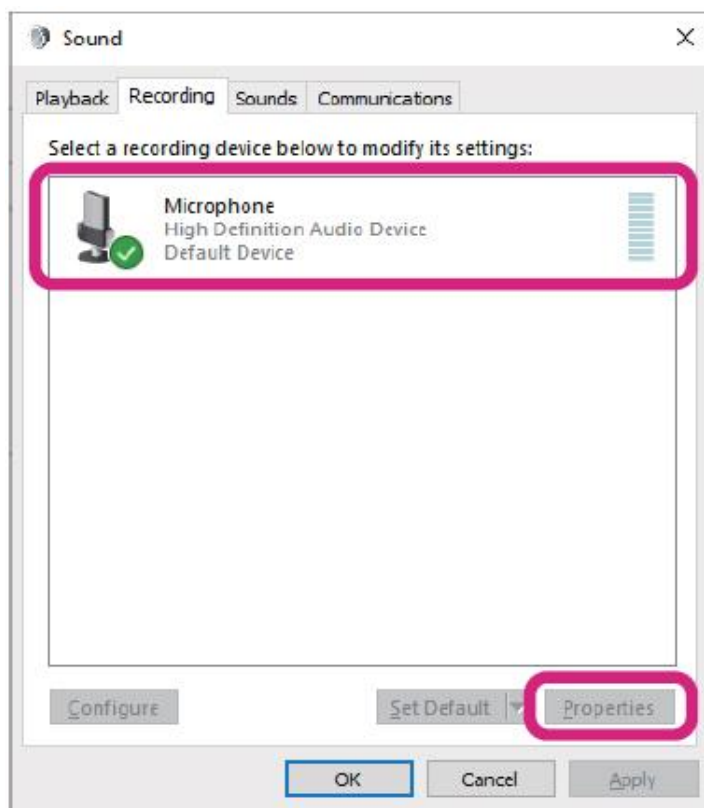 Sound
Playback Recording Sounds Communications
Select a recording device below to modify its settings:
Microphone
High Definition Audio Device
Default Device
Configure Set Default Properties
OK Cancel Apply